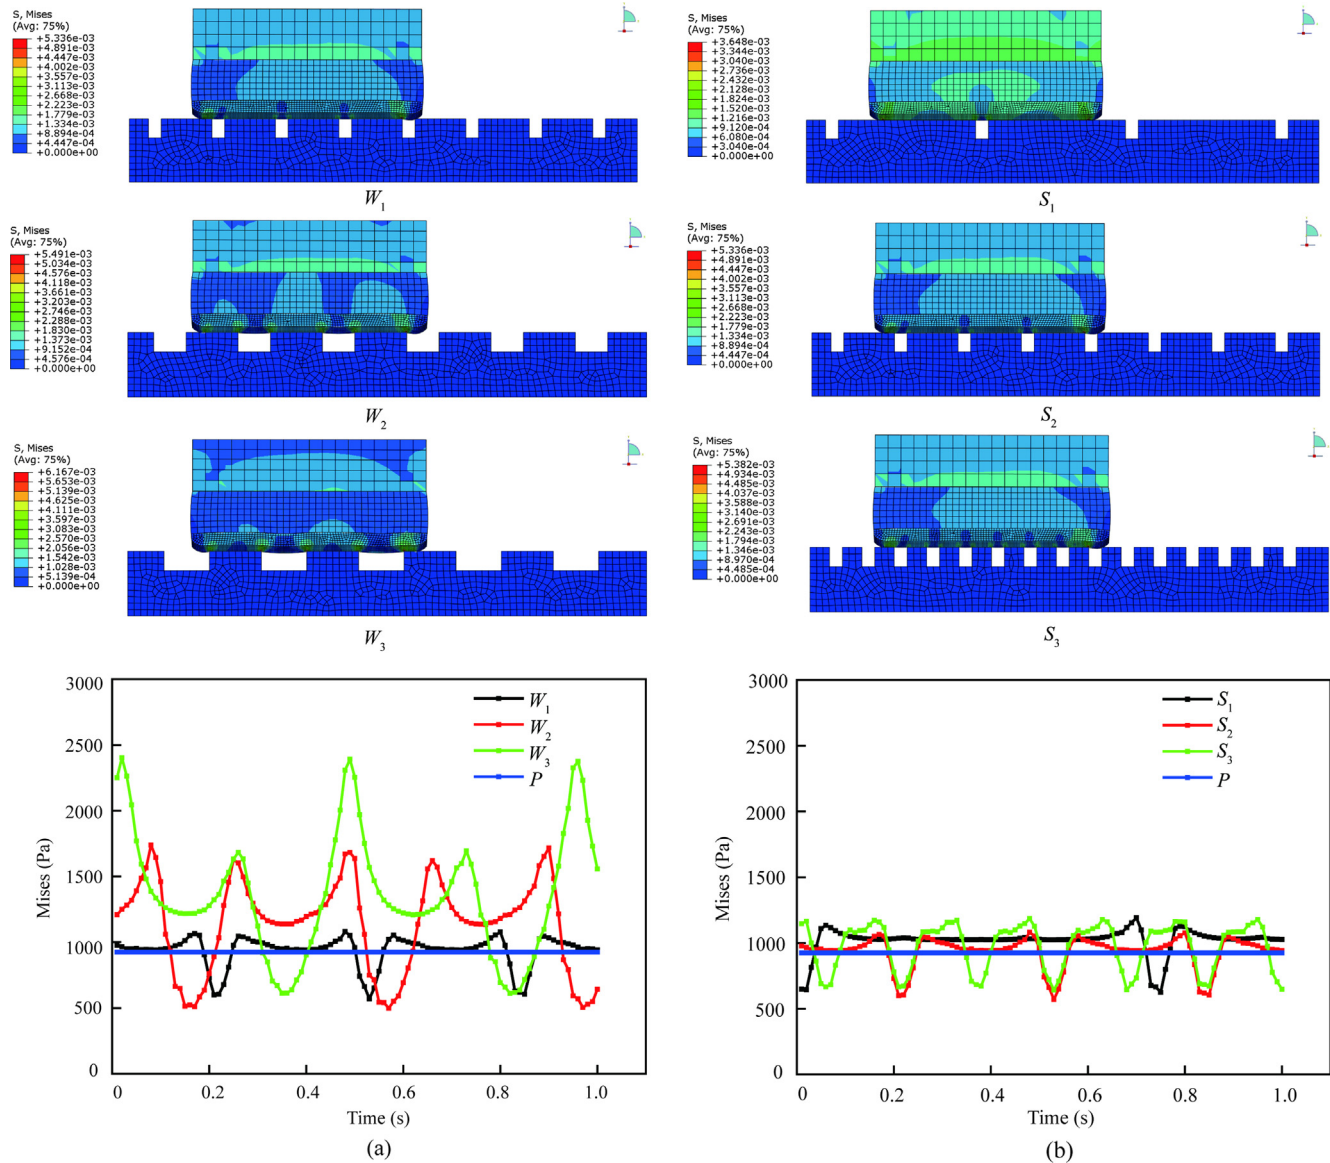 S, Mises
(Avg: 75%)
+5.336e-03
+4.891e-03
+4.447e-03
+4.002e-03
+3.557e-03
+3.113e-03
+2.668e-03
+2.223e-03
+1.779e-03
+1.334e-03
+8.894e-04
+4.447e-04
+0.000e+00
W1
S, Mises
(Avg: 75%)
+3.648e-03
+3.344e-03
+3.040e-03
+2.736e-03
+2.432e-03
+2.128e-03
+1.824e-03
+1.520e-03
+1.216e-03
+9.120e-04
+6.080e-04
+3.040e-04
+0.000e+00
S1
S, Mises
(Avg: 75%)
+5.491e-03
+5.034e-03
+4.576e-03
+4.118e-03
+3.661e-03
+3.203e-03
+2.746e-03
+2.288e-03
+1.830e-03
+1.373e-03
+9.152e-04
+4.576e-04
+0.000e+00
W2
S, Mises
(Avg: 75%)
+5.336e-03
+4.891e-03
+4.447e-03
+4.002e-03
+3.557e-03
+3.113e-03
+2.668e-03
+2.223e-03
+1.779e-03
+1.334e-03
+8.894e-04
+4.447e-04
+0.000e+00
S2
S, Mises
(Avg: 75%)
+6.167e-03
+5.653e-03
+5.139e-03
+4.625e-03
+4.111e-03
+3.597e-03
+3.083e-03
+2.570e-03
+2.056e-03
+1.542e-03
+1.028e-03
+5.139e-04
+0.000e+00
W3
S, Mises
(Avg: 75%)
+5.382e-03
+4.934e-03
+4.485e-03
+4.037e-03
+3.588e-03
+3.140e-03
+2.691e-03
+2.243e-03
+1.794e-03
+1.346e-03
+8.970e-04
+4.485e-04
+0.000e+00
S3
3000
2500
2000
1500
1000
500
0
Mises (Pa)
W1
W2
W3
P
0 0.2 0.4 0.6 0.8 1.0
Time (s)
(a)
3000
2500
2000
1500
1000
500
0
Mises (Pa)
S1
S2
S3
P
0 0.2 0.4 0.6 0.8 1.0
Time (s)
(b)